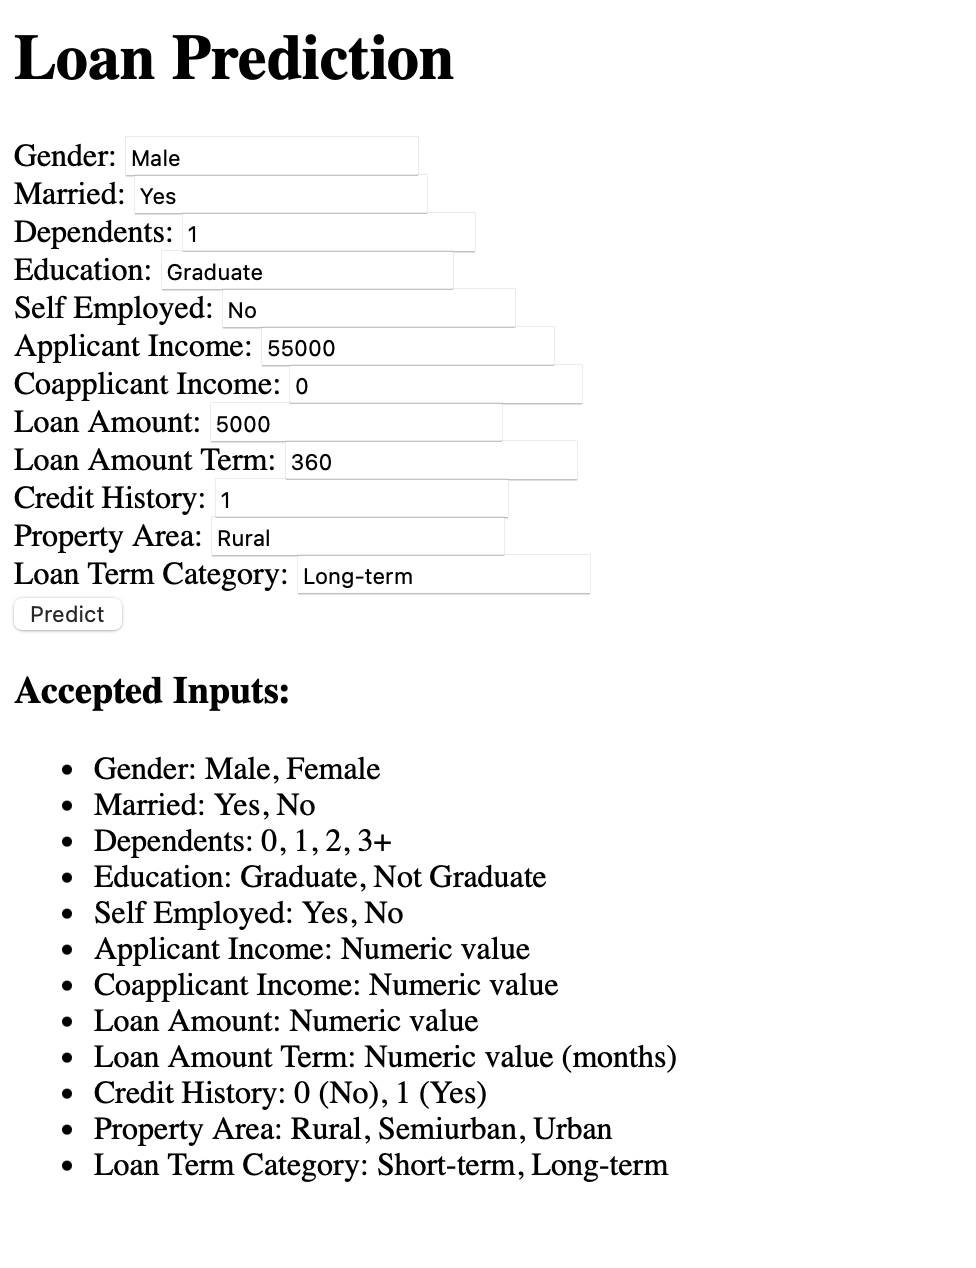 Loan Prediction
Gender: Male
Married: Yes
Dependents: 1
Education: Graduate
Self Employed: No
Applicant Income: 55000
Coapplicant Income: 0
Loan Amount: 5000
Loan Amount Term: 360
Credit History: 1
Property Area: Rural
Loan Term Category: Long-term
Predict
Accepted Inputs:
• Gender: Male, Female
• Married: Yes, No
• Dependents: 0, 1, 2, 3+
• Education: Graduate, Not Graduate
• Self Employed: Yes, No
• Applicant Income: Numeric value
• Coapplicant Income: Numeric value
• Loan Amount: Numeric value
• Loan Amount Term: Numeric value (months)
• Credit History: 0 (No), 1 (Yes)
• Property Area: Rural, Semiurban, Urban
• Loan Term Category: Short-term, Long-term